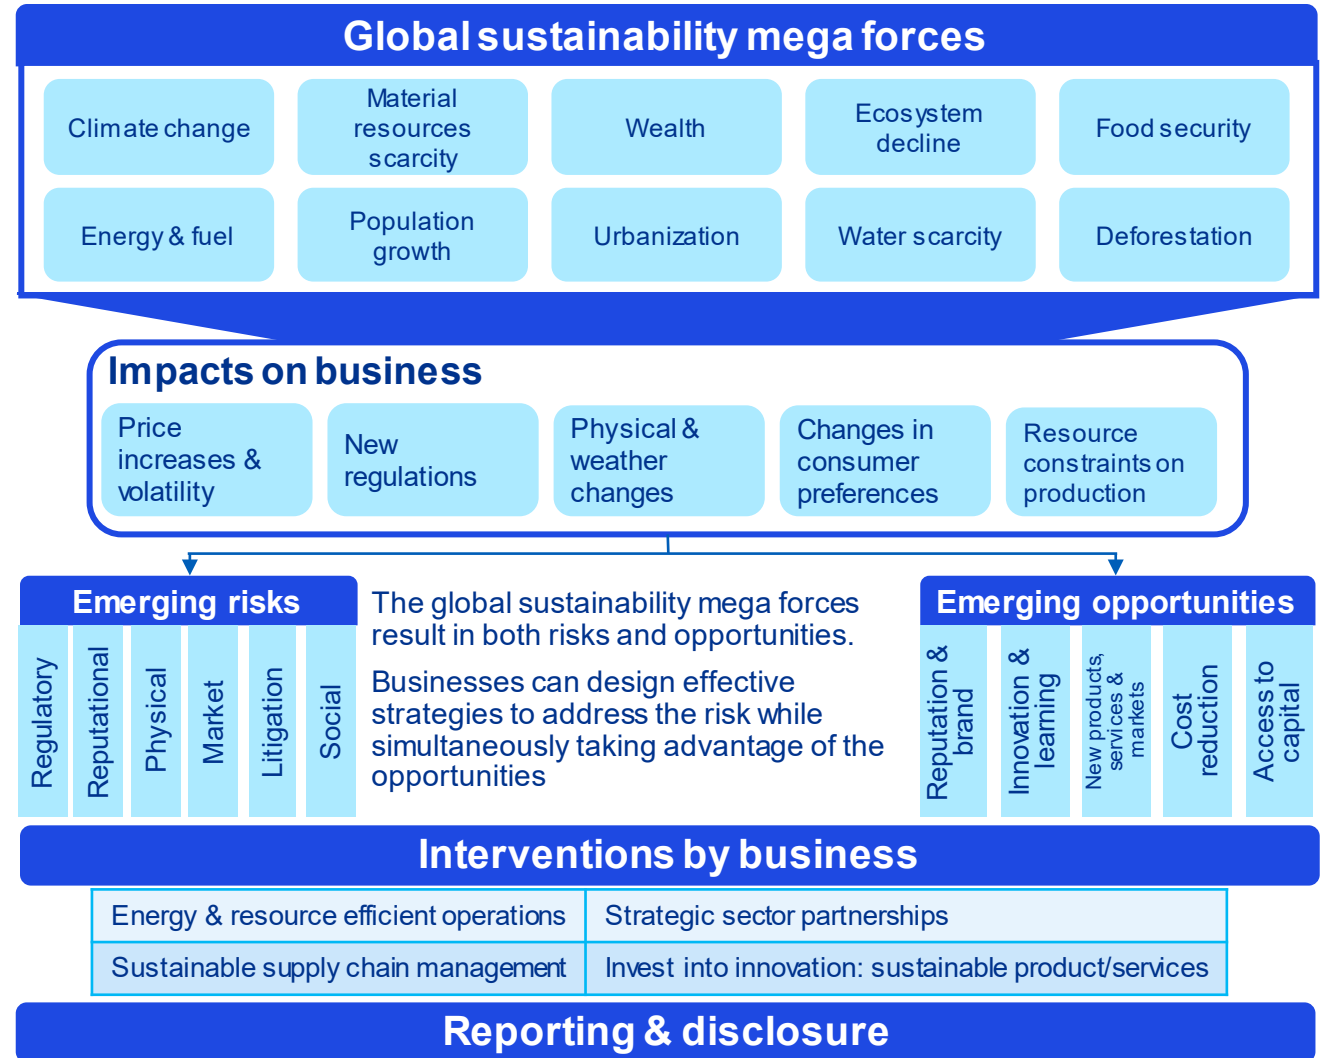 Global sustainability mega forces
Climate change
Material
resources
scarcity
Wealth
Ecosystem
decline
Food security
Energy & fuel
Population
growth
Urbanization
Water scarcity
Deforestation
Impacts on business
Price
increases &
volatility
New
regulations
Physical &
weather
changes
Changes in
consumer
preferences
Resource
constraints on
production
Emerging risks
Regulatory
Reputational
Physical
Market
Litigation
Social
The global sustainability mega forces
result in both risks and opportunities.
Businesses can design effective
strategies to address the risk while
simultaneously taking advantage of the
opportunities
Emerging opportunities
Reputation &
brand
Innovation &
learning
New products,
services &
markets
Cost
reduction
Access to
capital
Interventions by business
Energy & resource efficient operations
Strategic sector partnerships
Sustainable supply chain management
Invest into innovation: sustainable product/services
Reporting & disclosure